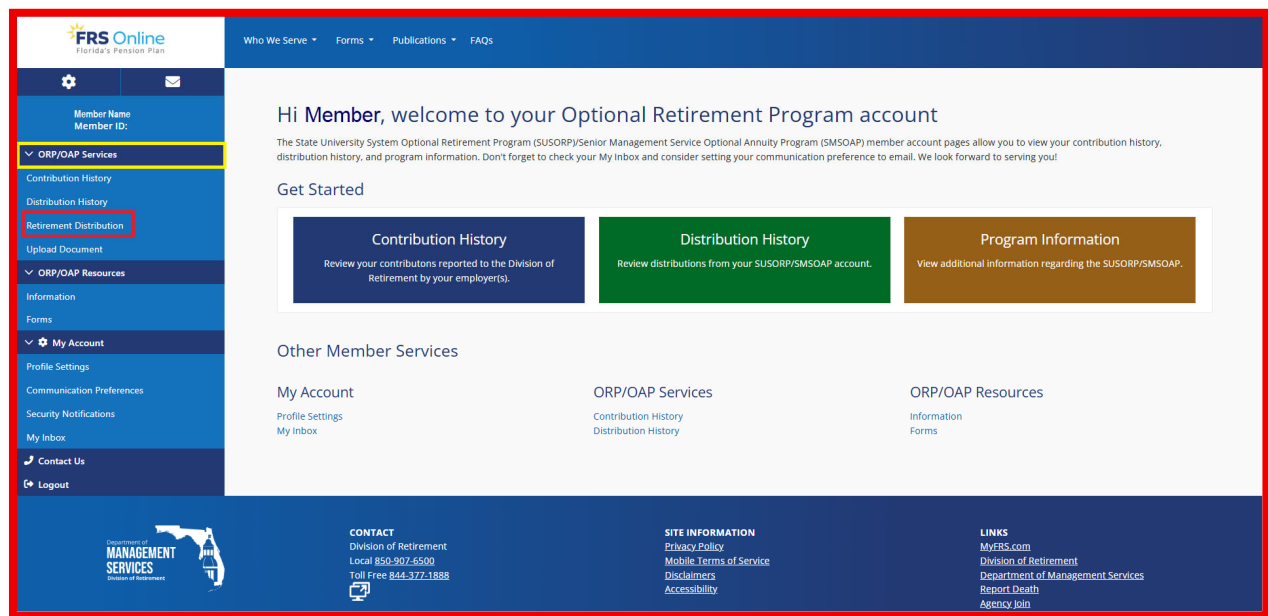 FRS Online
Florida's Pension Plan
Who We Serve Forms Publications FAQs
Member Name
Member ID:
ORP/OAP Services
Contribution History
Distribution History
Retirement Distribution
Upload Document
ORP/OAP Resources
Information
Forms
My Account
Profile Settings
Communication Preferences
Security Notifications
My Inbox
Contact Us
Logout
Hi Member, welcome to your Optional Retirement Program account
The State University System Optional Retirement Program (SUSORP)/Senior Management Service Optional Annuity Program (SMSOAP) member account pages allow you to view your contribution history,
distribution history, and program information. Don't forget to check your My Inbox and consider setting your communication preference to email. We look forward to serving you!
Get Started
Contribution History
Review your contributons reported to the Division of
Retirement by your employer(s).
Distribution History
Review distributions from your SUSORP/SMSOAP account.
Program Information
View additional information regarding the SUSORP/SMSOAP.
Other Member Services
My Account
Profile Settings
My Inbox
ORP/OAP Services
Contribution History
Distribution History
ORP/OAP Resources
Information
Forms
Department of
MANAGEMENT
SERVICES
Division of Retirement
CONTACT
Division of Retirement
Local 850-907-6500
Toll Free 844-377-1888
SITE INFORMATION
Privacy Policy
Mobile Terms of Service
Disclaimers
Accessibility
LINKS
MyFRS.com
Division of Retirement
Department of Management Services
Report Death
Agency Join